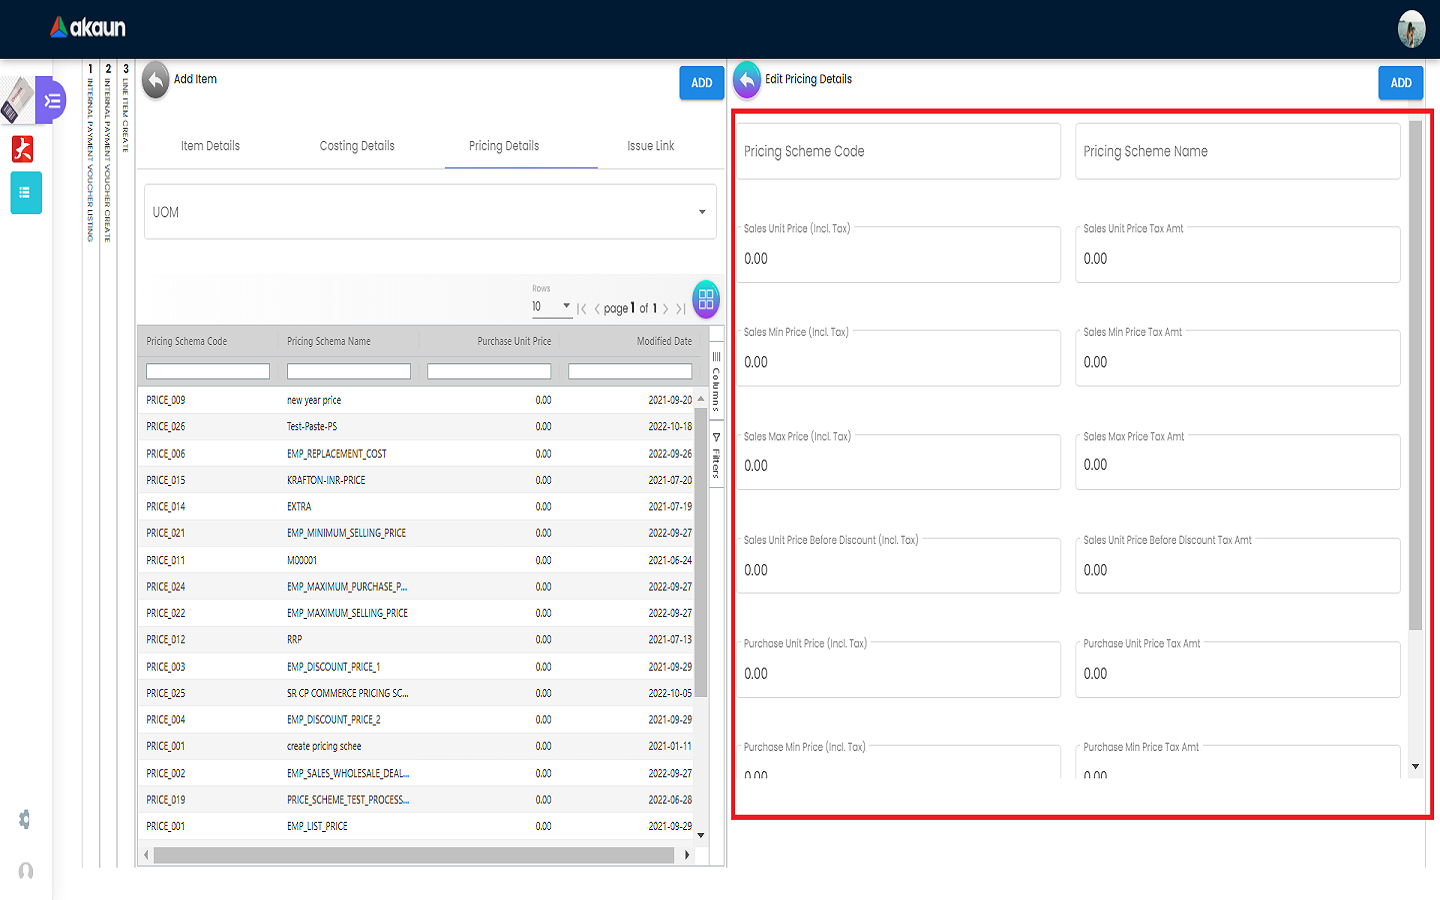 akaun
1 INTERNAL PAYMENT VOUCHER LISTING
2 INTERNAL PAYMENT VOUCHER CREATE
3 LINE ITEM CREATE
Add Item
ADD
Item Details
Costing Details
Pricing Details
Issue Link
UOM
Rows
10
page 1 of 1
Pricing Schema Code Pricing Schema Name Purchase Unit Price Modified Date
PRICE_009 new year price 0.00 2021-09-20
PRICE_026 Test-Paste-PS 0.00 2022-10-18
PRICE_006 EMP_REPLACEMENT_COST 0.00 2022-09-26
PRICE_015 KRAFTON-INR-PRICE 0.00 2021-07-20
PRICE_014 EXTRA 0.00 2021-07-19
PRICE_021 EMP_MINIMUM_SELLING_PRICE 0.00 2022-09-27
PRICE_011 M00001 0.00 2021-06-24
PRICE_024 EMP_MAXIMUM_PURCHASE_P... 0.00 2022-09-27
PRICE_022 EMP_MAXIMUM_SELLING_PRICE 0.00 2022-09-27
PRICE_012 RRP 0.00 2021-07-13
PRICE_003 EMP_DISCOUNT_PRICE_1 0.00 2021-09-29
PRICE_025 SR CP COMMERCE PRICING SC... 0.00 2022-10-05
PRICE_004 EMP_DISCOUNT_PRICE_2 0.00 2021-09-29
PRICE_001 create pricing schee 0.00 2021-01-11
PRICE_002 EMP_SALES_WHOLESALE_DEAL... 0.00 2022-09-27
PRICE_019 PRICE_SCHEME_TEST_PROCESS... 0.00 2022-06-28
PRICE_001 EMP_LIST_PRICE 0.00 2021-09-29
Columns
Filters
Edit Pricing Details
ADD
Pricing Scheme Code
Pricing Scheme Name
Sales Unit Price (Incl. Tax)
0.00
Sales Unit Price Tax Amt
0.00
Sales Min Price (Incl. Tax)
0.00
Sales Min Price Tax Amt
0.00
Sales Max Price (Incl. Tax)
0.00
Sales Max Price Tax Amt
0.00
Sales Unit Price Before Discount (Incl. Tax)
0.00
Sales Unit Price Before Discount Tax Amt
0.00
Purchase Unit Price (Incl. Tax)
0.00
Purchase Unit Price Tax Amt
0.00
Purchase Min Price (Incl. Tax)
0.00
Purchase Min Price Tax Amt
0.00